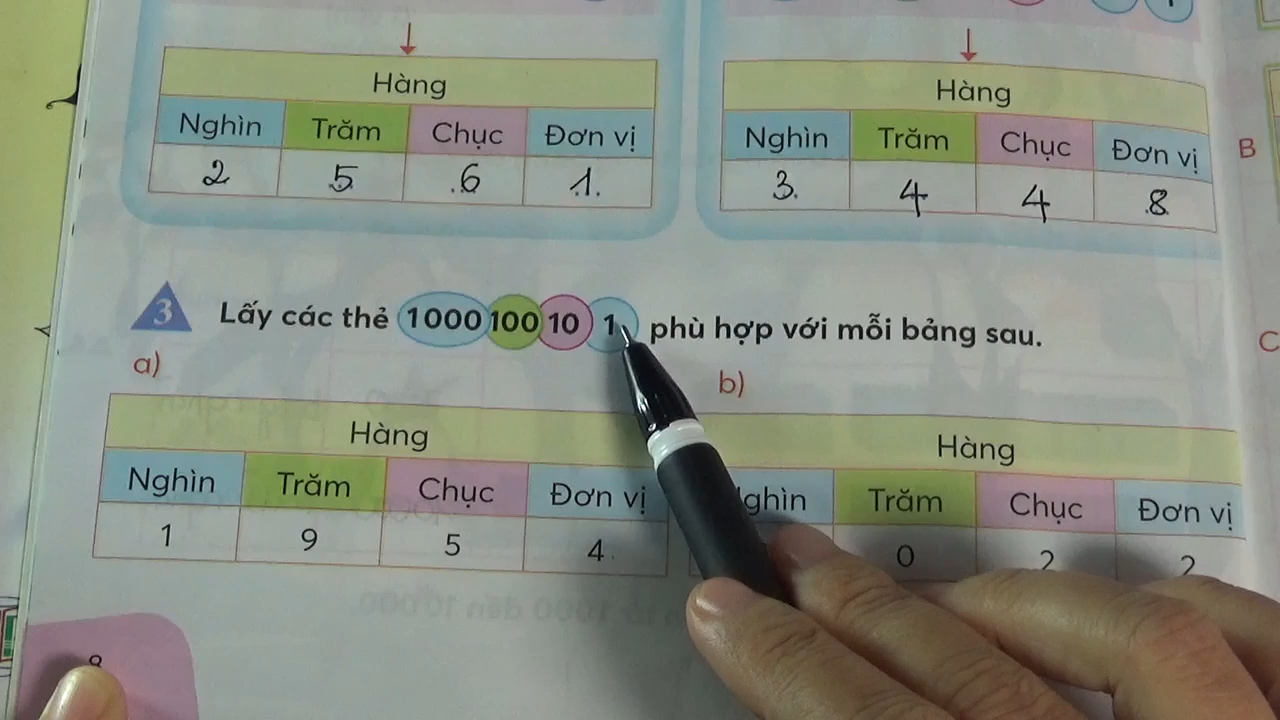 Hàng
Nghìn Trăm Chục Đơn vị
2 5 6 1
Hàng
Nghìn Trăm Chục Đơn vị
3 4 4 8
B
3 Lấy các thẻ 1000 100 10 1 phù hợp với mỗi bảng sau.
C
a)
Hàng
Nghìn Trăm Chục Đơn vị
1 9 5 4
b)
Hàng
Nghìn Trăm Chục Đơn vị
0 2 2